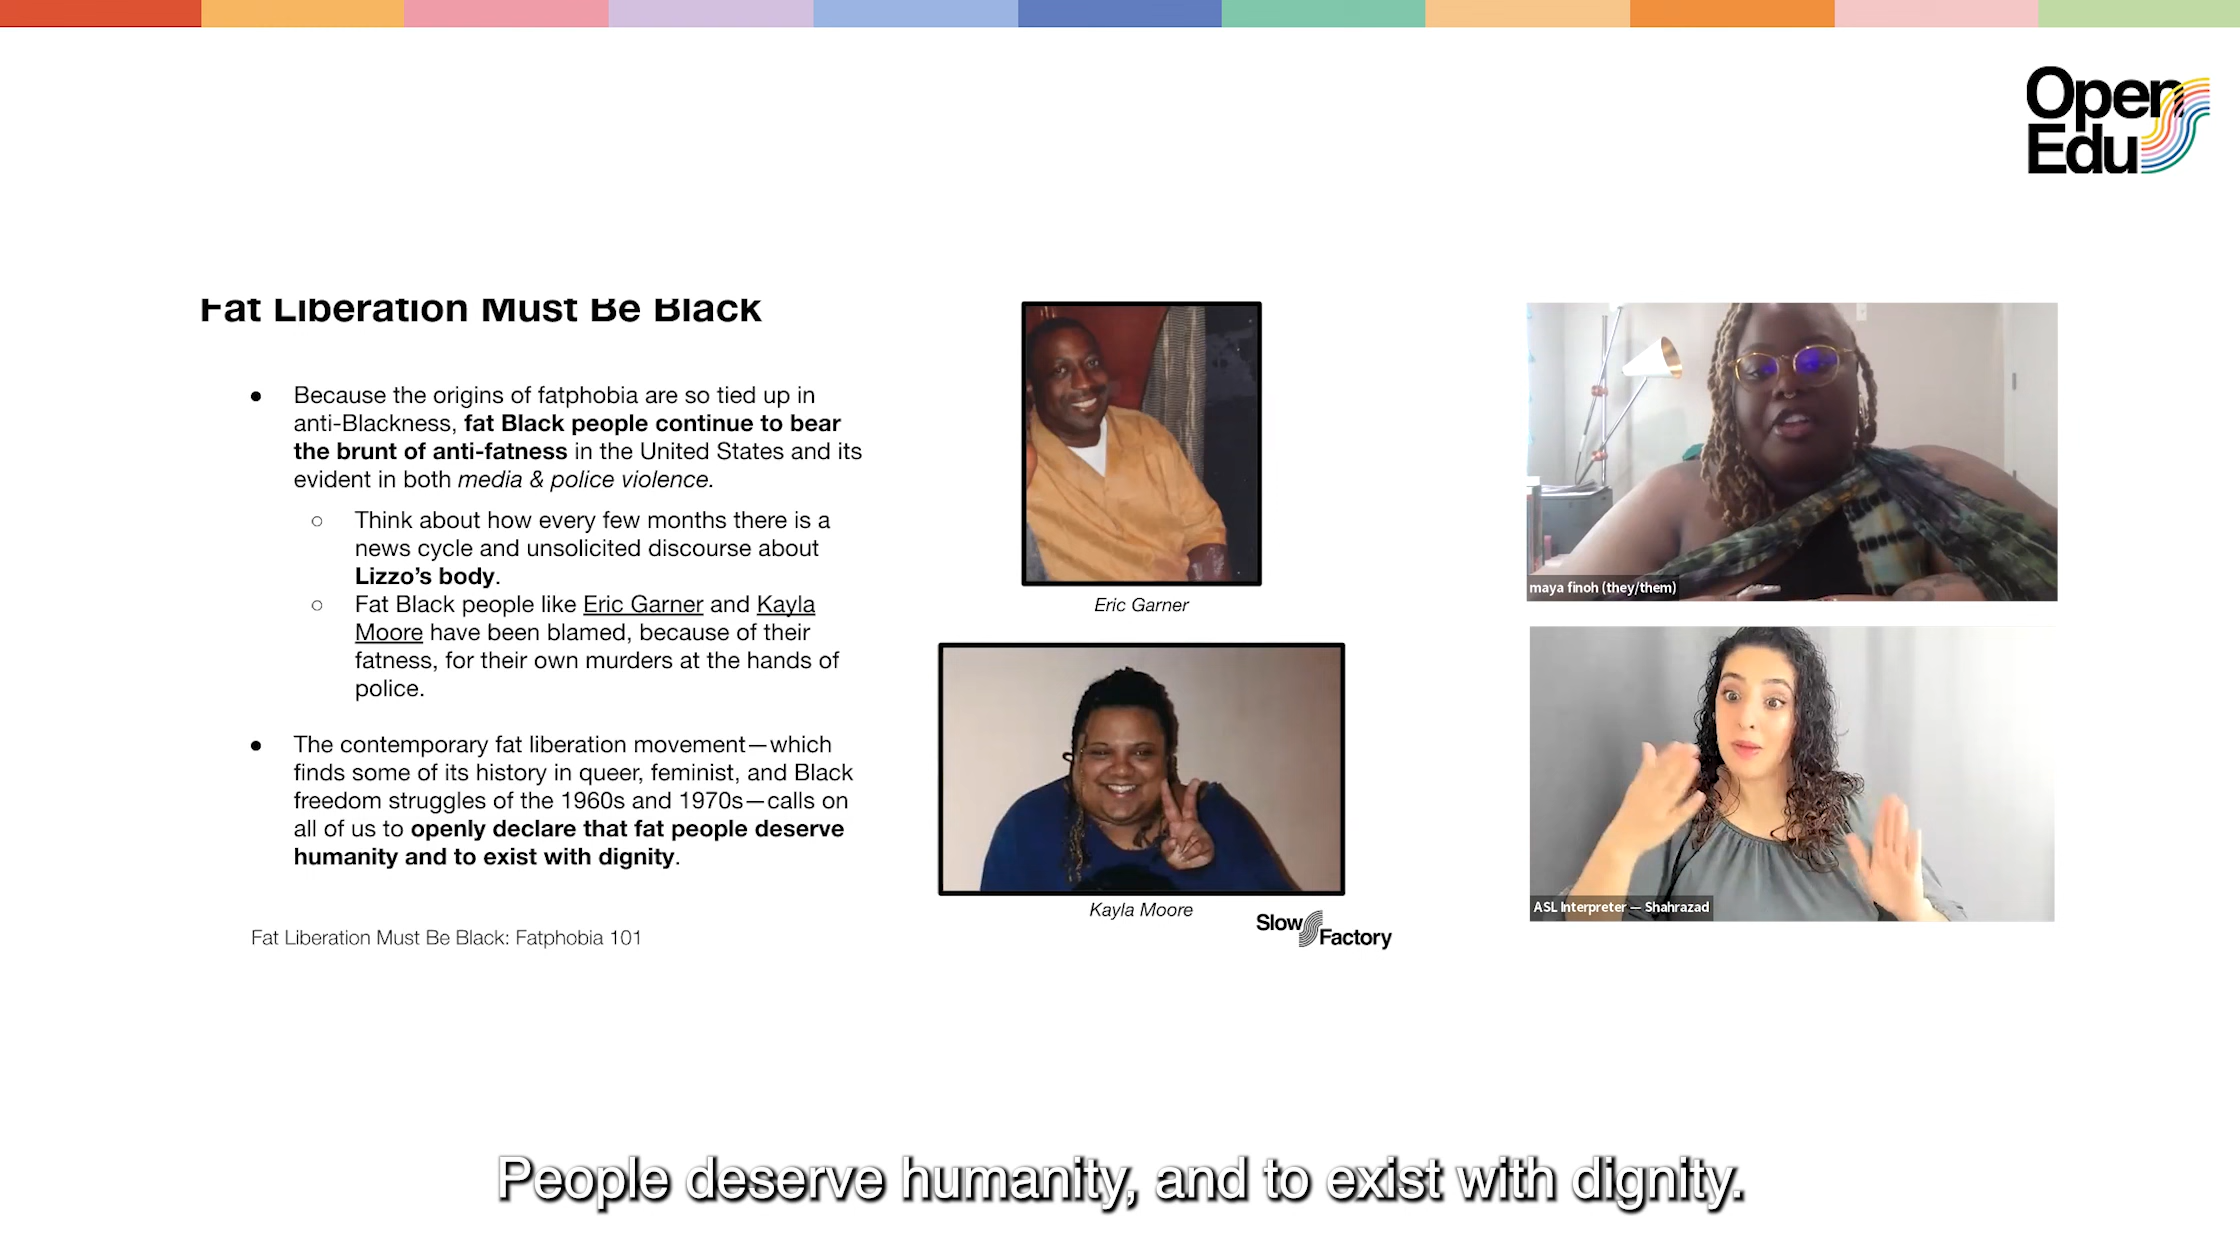 Open
Edu
Fat Liberation Must Be Black
● Because the origins of fatphobia are so tied up in
anti-Blackness, fat Black people continue to bear
the brunt of anti-fatness in the United States and its
evident in both media & police violence.
○ Think about how every few months there is a
news cycle and unsolicited discourse about
Lizzo’s body.
○ Fat Black people like Eric Garner and Kayla
Moore have been blamed, because of their
fatness, for their own murders at the hands of
police.
● The contemporary fat liberation movement—which
finds some of its history in queer, feminist, and Black
freedom struggles of the 1960s and 1970s—calls on
all of us to openly declare that fat people deserve
humanity and to exist with dignity.
Fat Liberation Must Be Black: Fatphobia 101
Eric Garner
Kayla Moore
Slow
Factory
maya finoh (they/them)
ASL Interpreter — Shahrazad
People deserve humanity, and to exist with dignity.